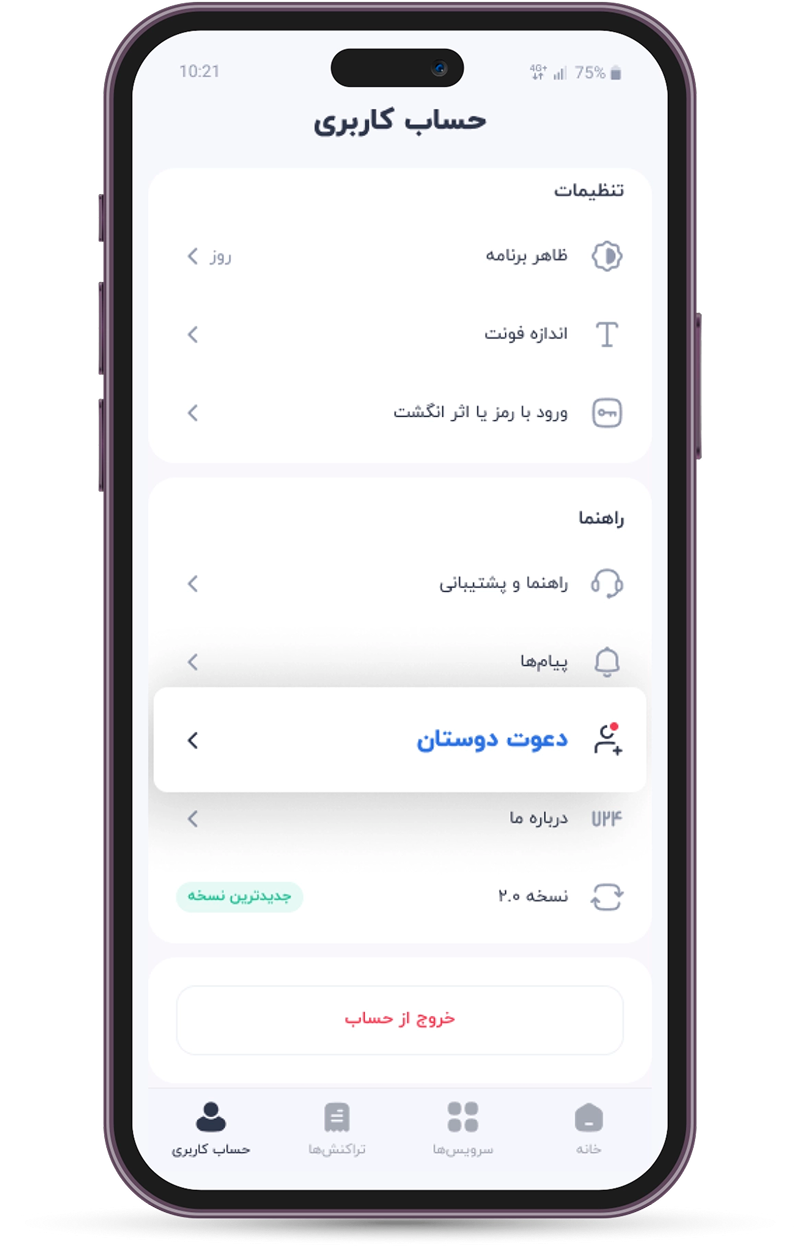 10:21
4G+ 75%
حساب کاربری
تنظیمات
ظاهر برنامه روز
اندازه فونت
ورود با رمز یا اثر انگشت
راهنما
راهنما و پشتیبانی
پیام‌ها
دعوت دوستان
U۲۴ درباره ما
نسخه ۲.۰ جدیدترین نسخه
خروج از حساب
خانه سرویس‌ها تراکنش‌ها حساب کاربری